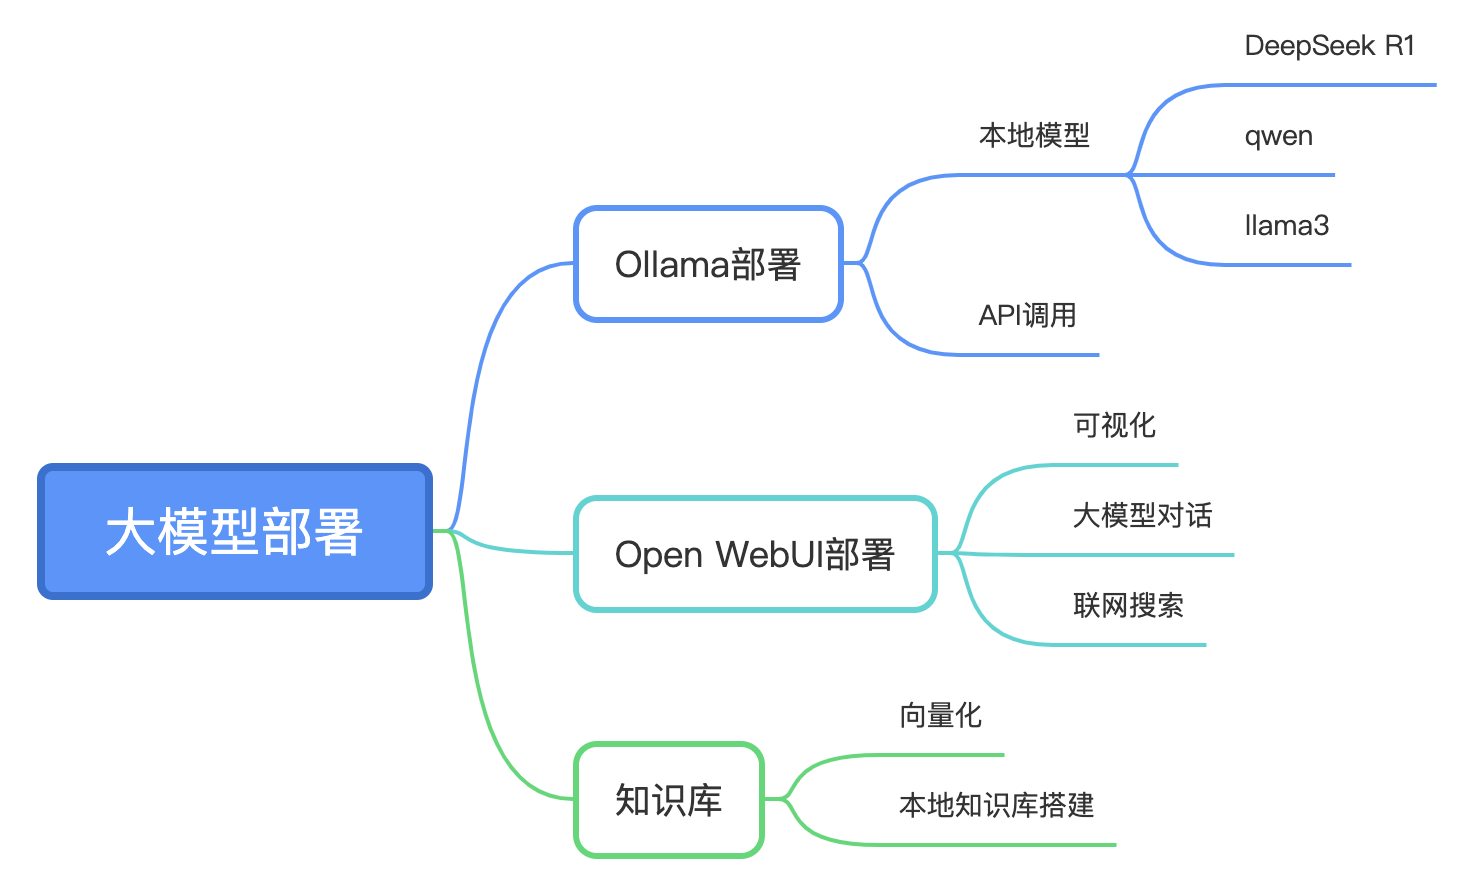 大模型部署
Ollama部署
本地模型
DeepSeek R1
qwen
llama3
API调用
Open WebUI部署
可视化
大模型对话
联网搜索
知识库
向量化
本地知识库搭建